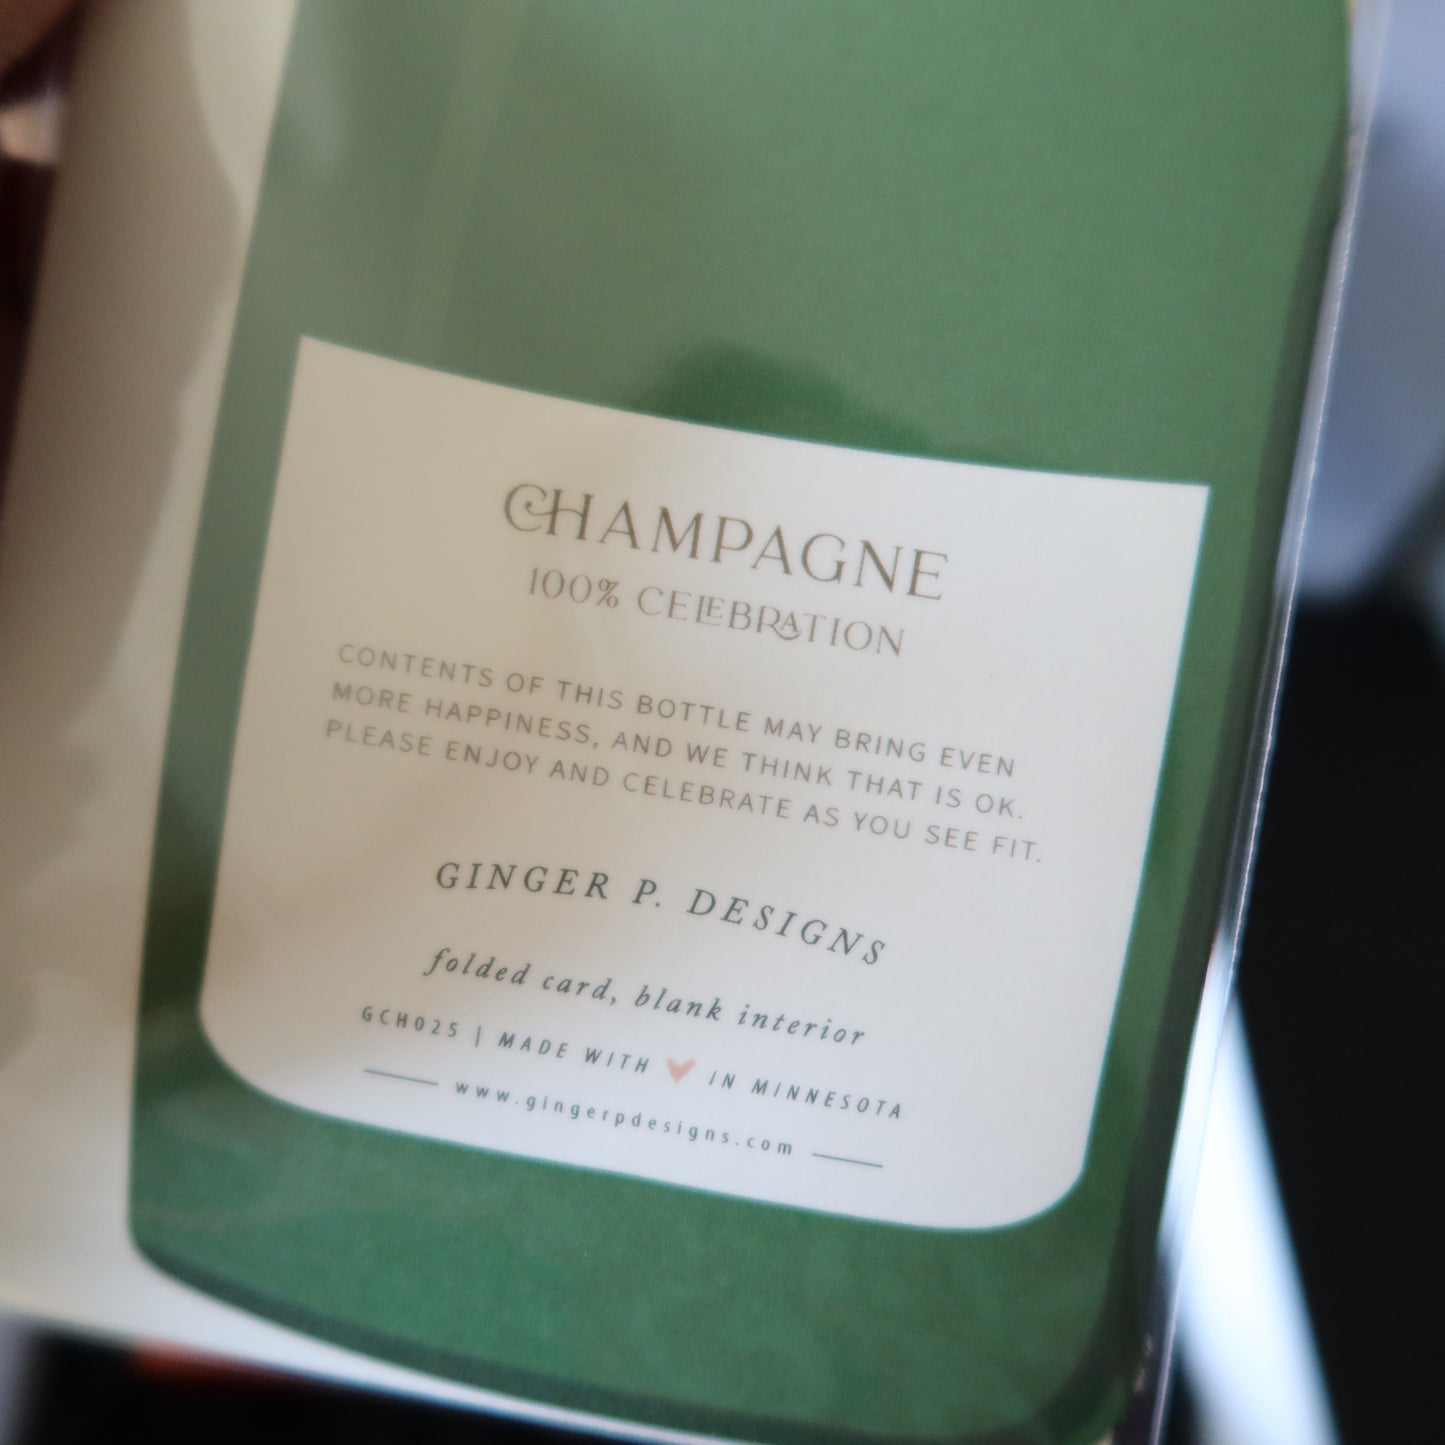 CHAMPAGNE
100% CELEBRATION
CONTENTS OF THIS BOTTLE MAY BRING EVEN
MORE HAPPINESS, AND WE THINK THAT IS OK.
PLEASE ENJOY AND CELEBRATE AS YOU SEE FIT.
GINGER P. DESIGNS
folded card, blank interior
GCH025 | MADE WITH ♥ IN MINNESOTA
www.gingerpdesigns.com